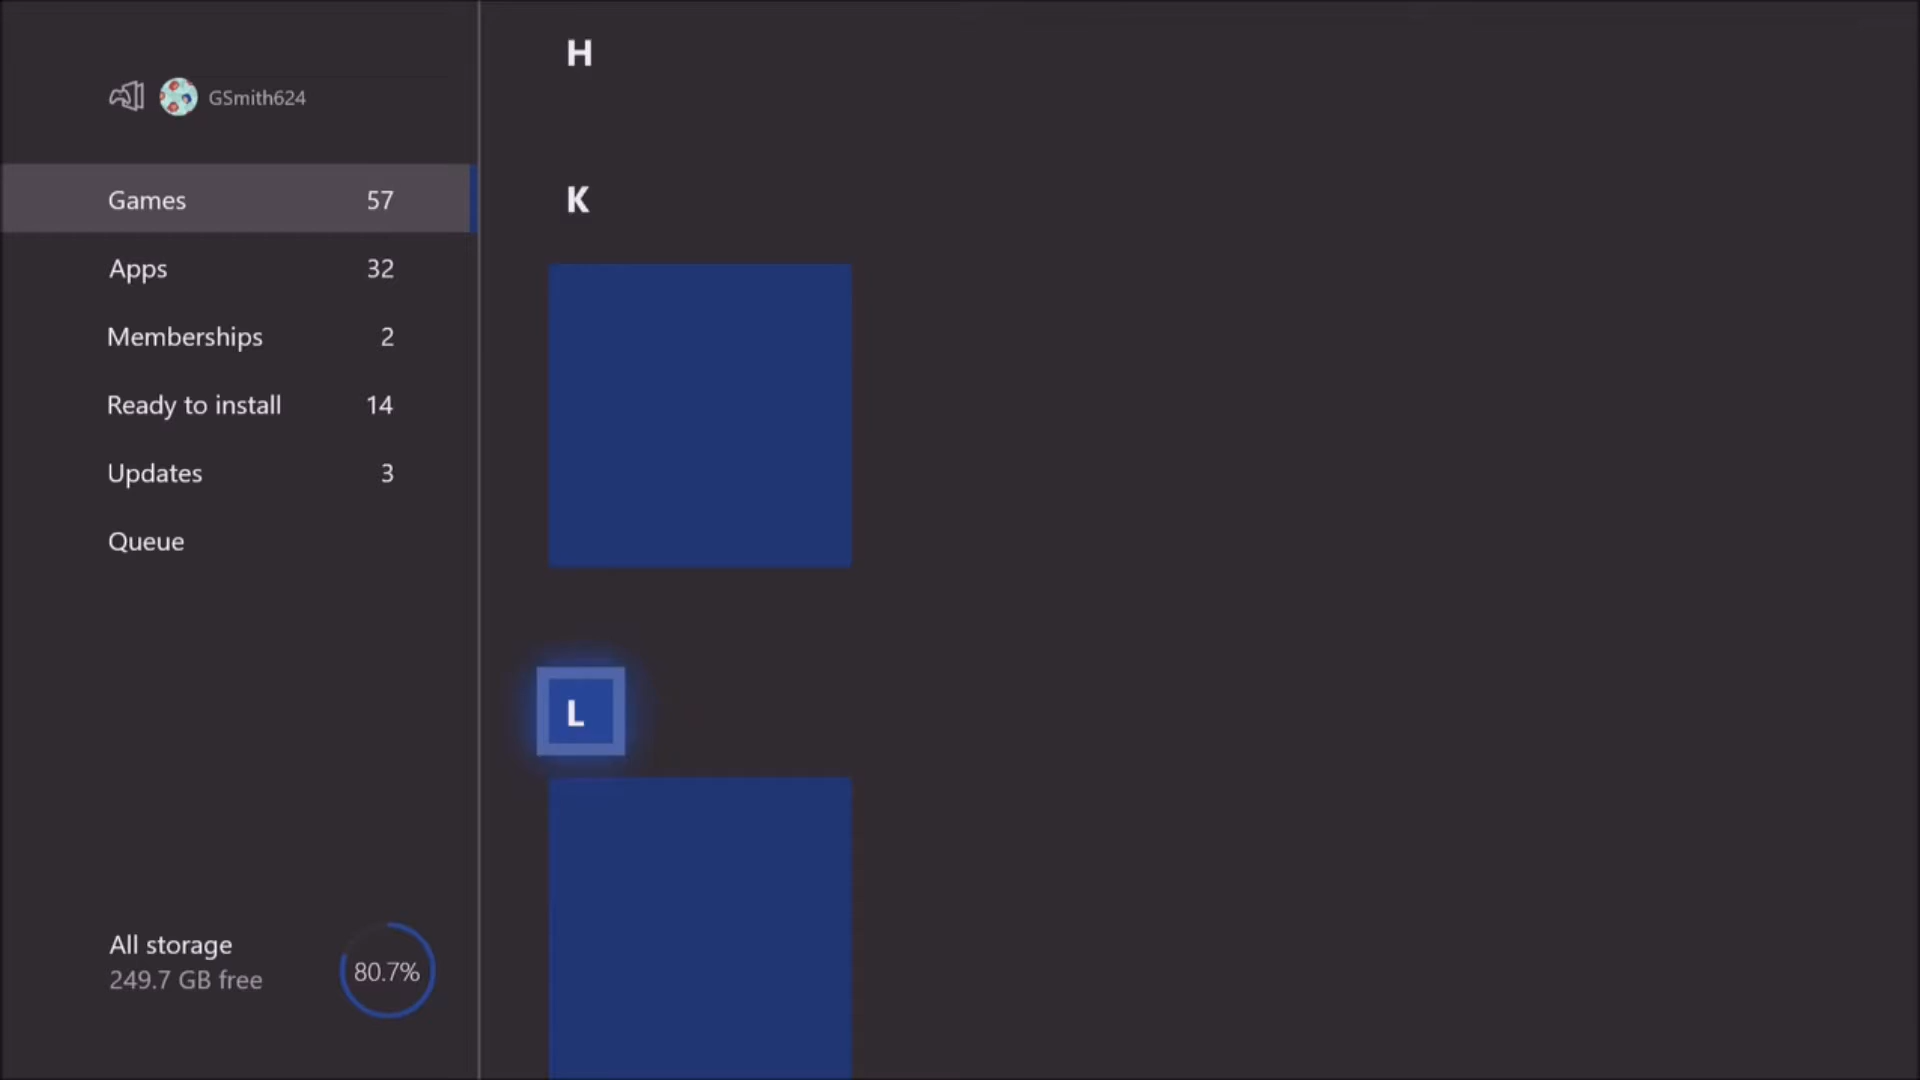 GSmith624
Games 57
Apps 32
Memberships 2
Ready to install 14
Updates 3
Queue
All storage
249.7 GB free
80.7%
H
K
L